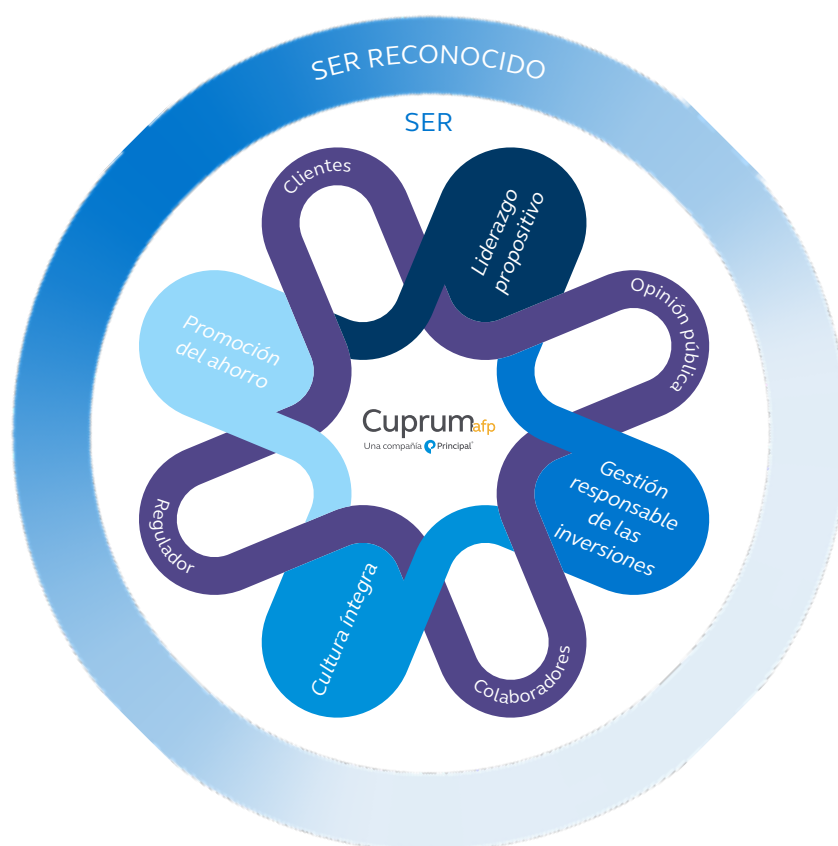 SER RECONOCIDO
SER
Clientes
Liderazgo
propositivo
Opinión pública
Promoción
del ahorro
Cuprum afp
Una compañía Principal
Gestión
responsable
de las
inversiones
Regulador
Cultura íntegra
Colaboradores